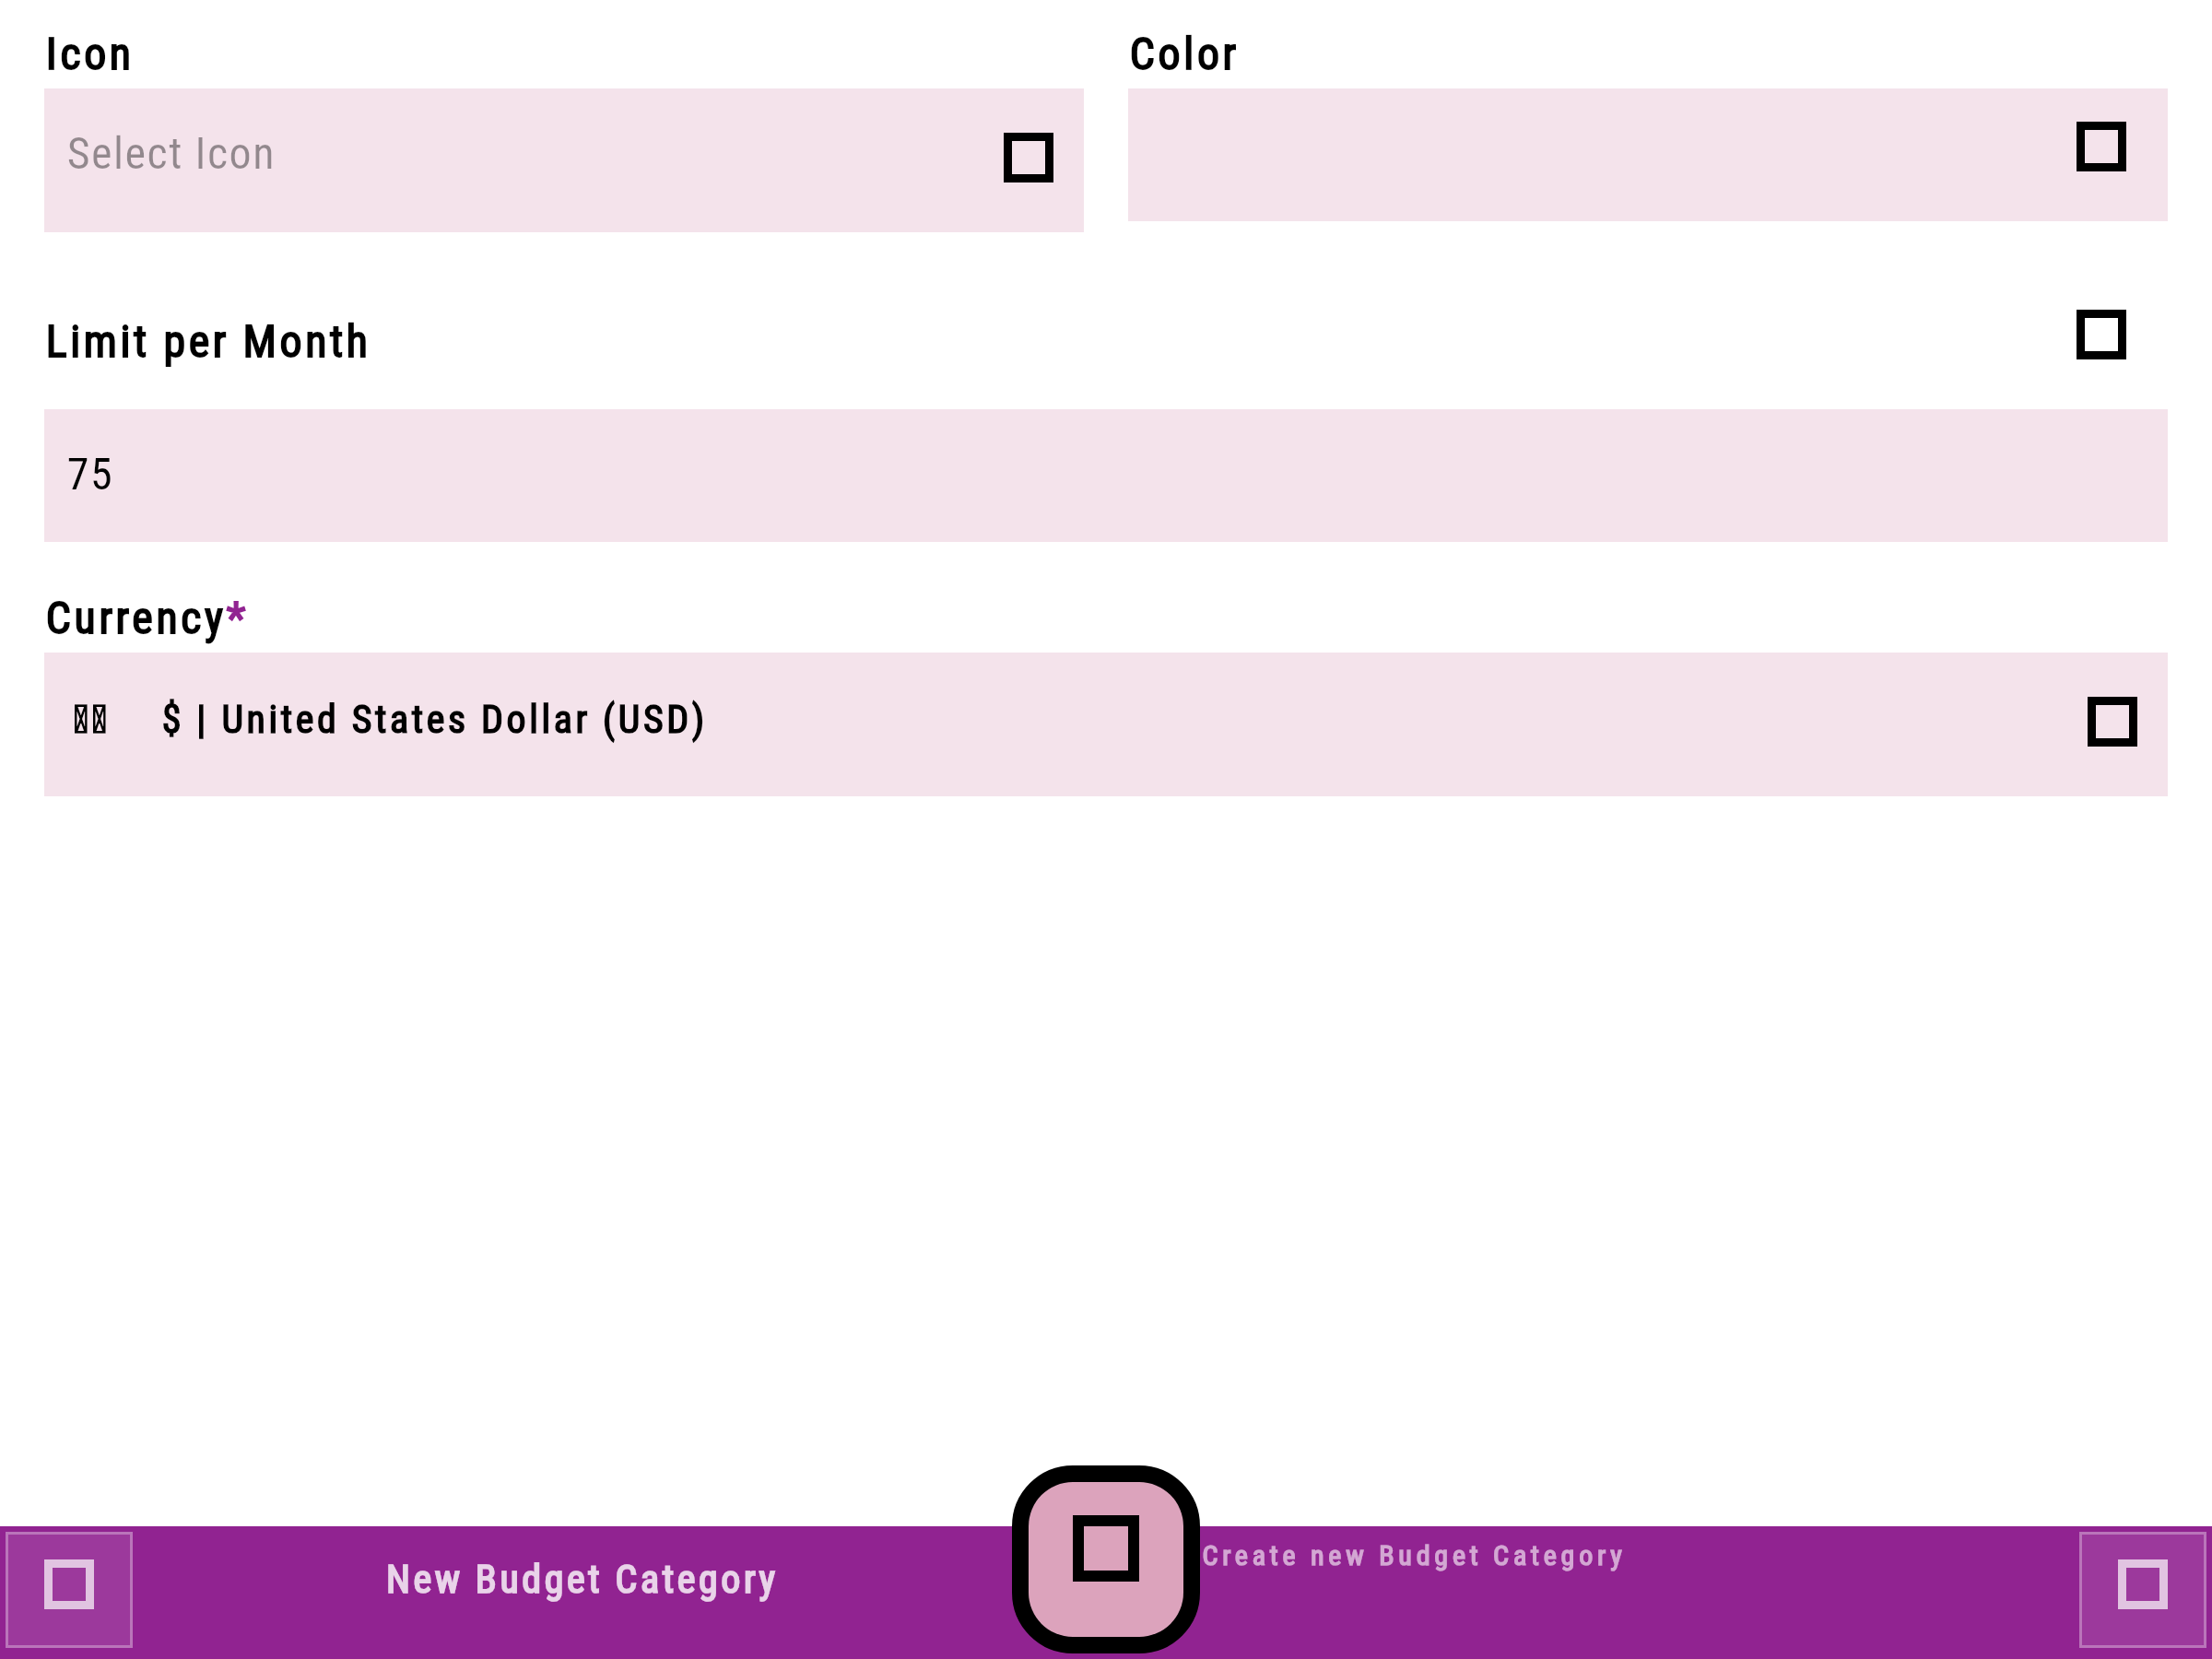 Icon
Color
Select Icon
Limit per Month
75
Currency*
$ | United States Dollar (USD)
New Budget Category
Create new Budget Category